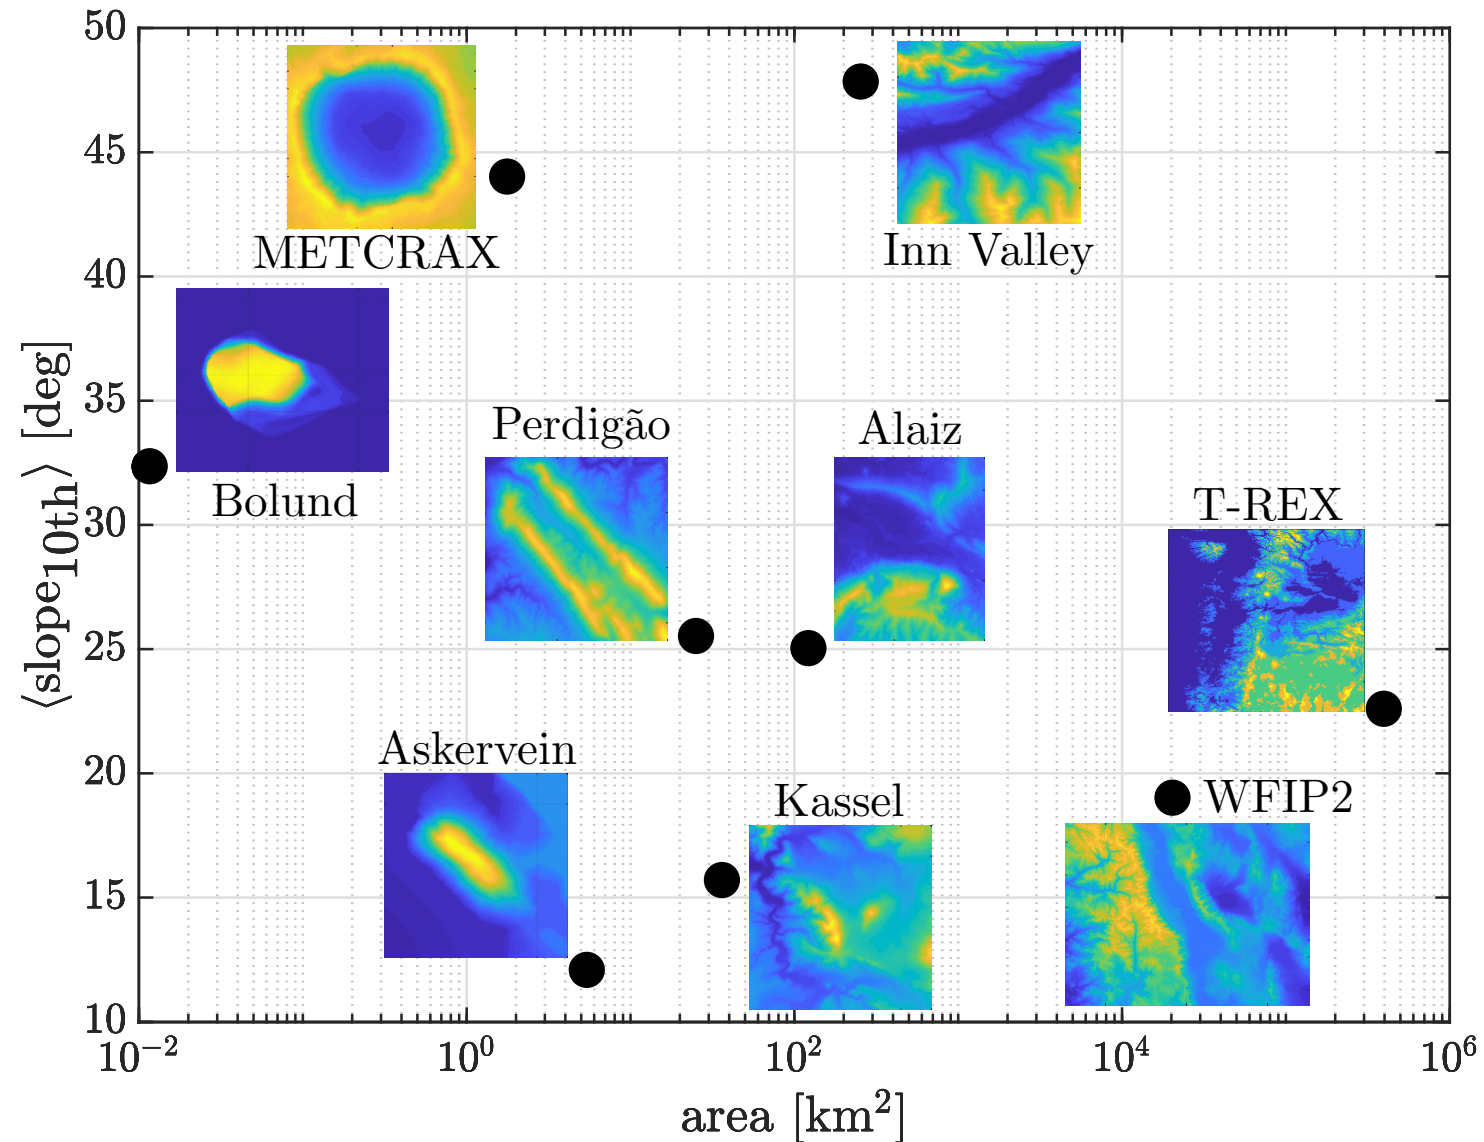 50
45
40
35
30
25
20
15
10
⟨slope10th⟩ [deg]
METCRAX
Inn Valley
Bolund
Perdigão
Alaiz
T-REX
Askervein
Kassel
WFIP2
10−2
100
102
104
106
area [km2]